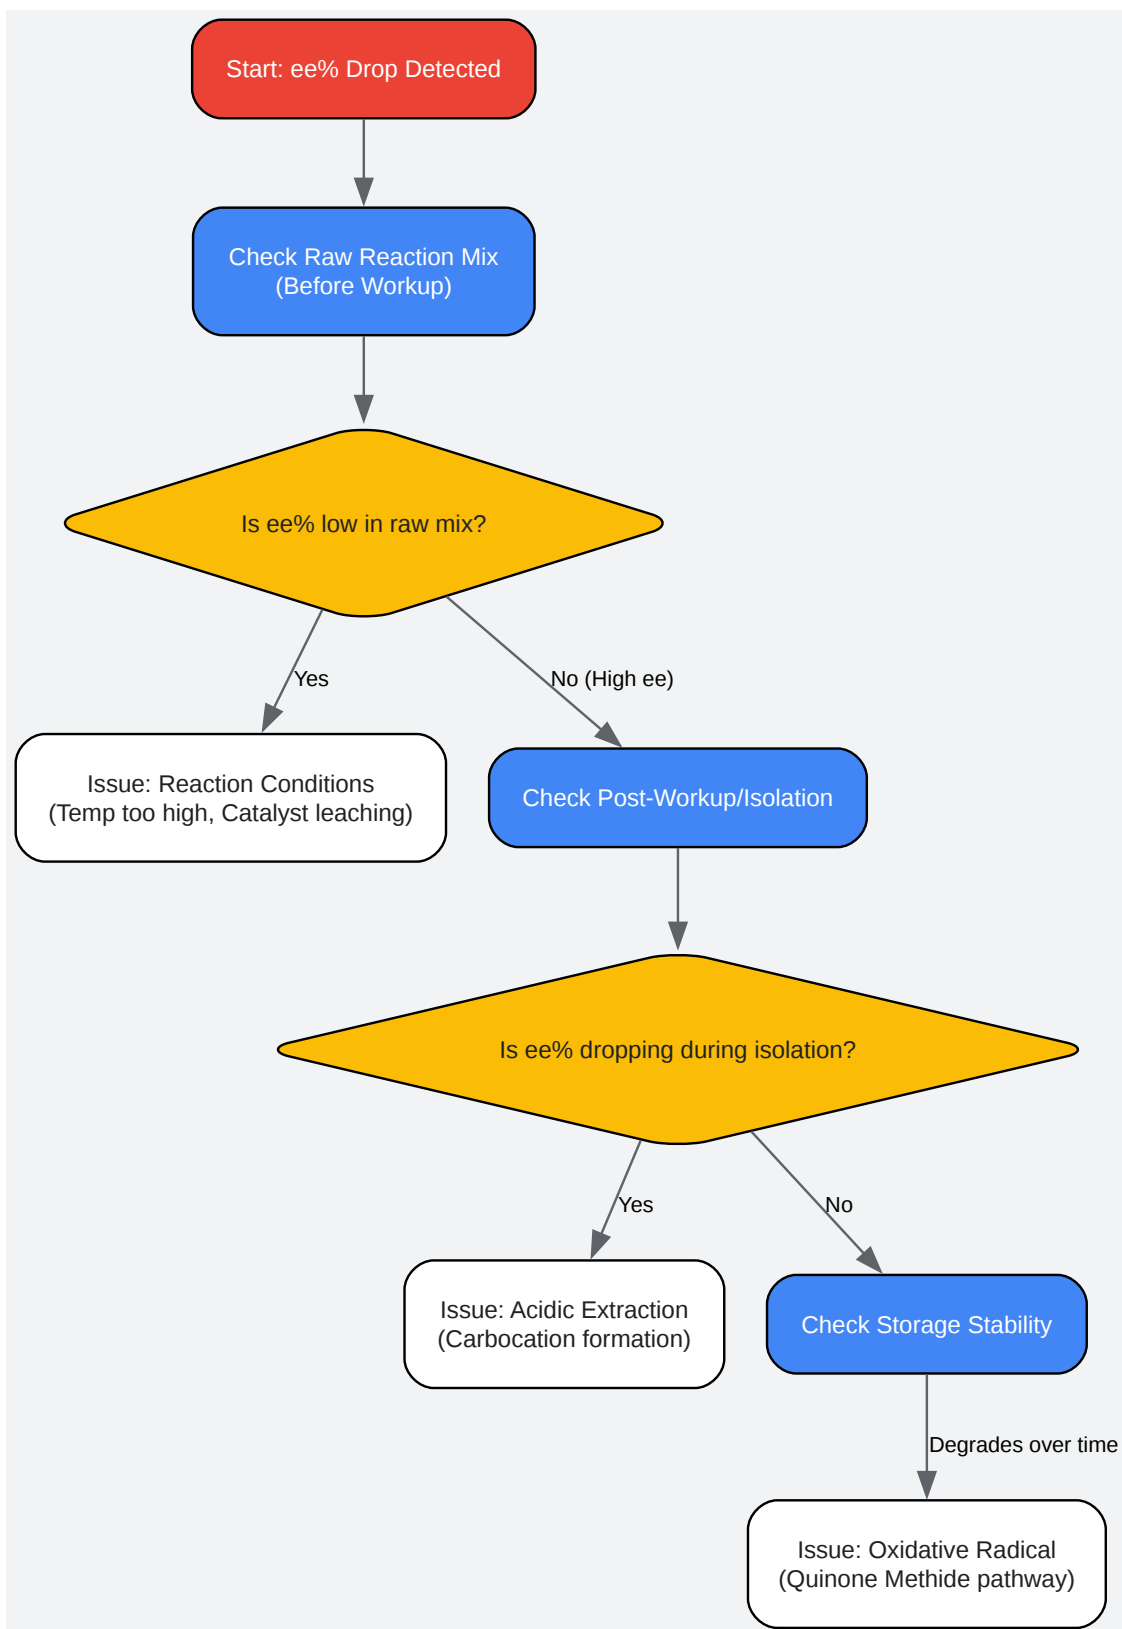 Start: ee% Drop Detected
Check Raw Reaction Mix
(Before Workup)
Is ee% low in raw mix?
Yes
No (High ee)
Issue: Reaction Conditions
(Temp too high, Catalyst leaching)
Check Post-Workup/Isolation
Is ee% dropping during isolation?
Yes
No
Issue: Acidic Extraction
(Carbocation formation)
Check Storage Stability
Degrades over time
Issue: Oxidative Radical
(Quinone Methide pathway)